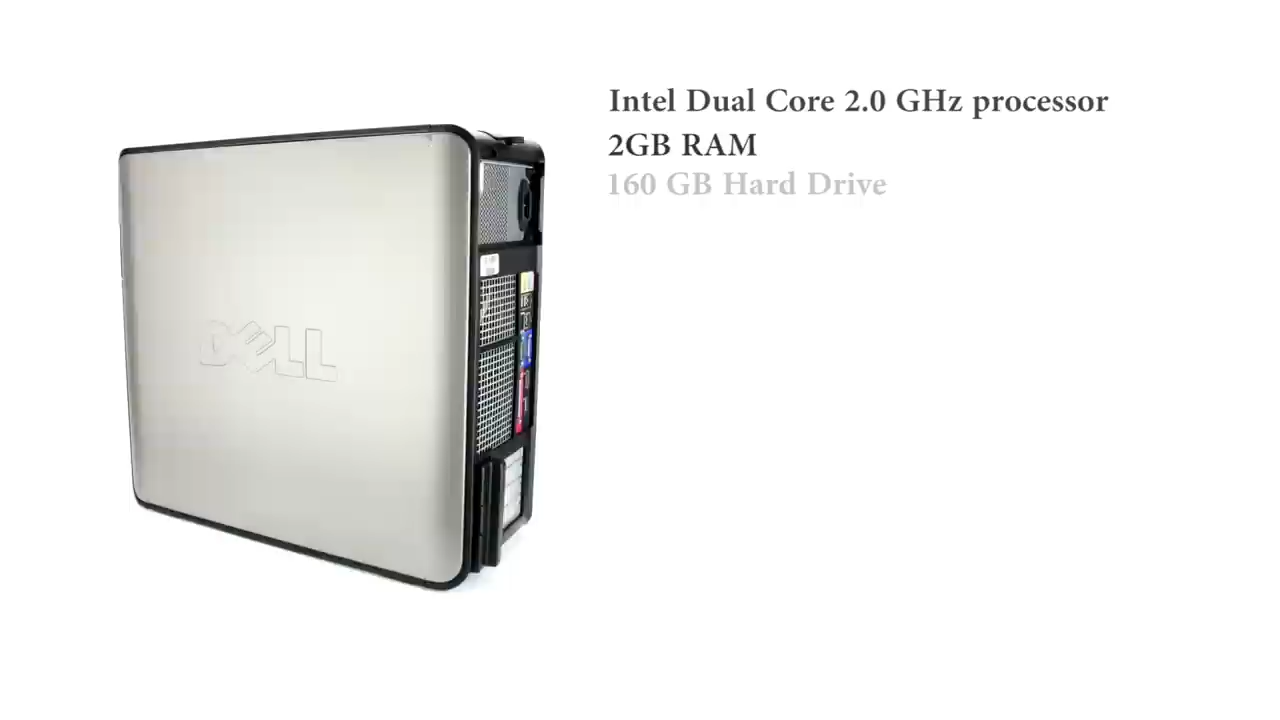 Intel Dual Core 2.0 GHz processor
2GB RAM
160 GB Hard Drive
DELL